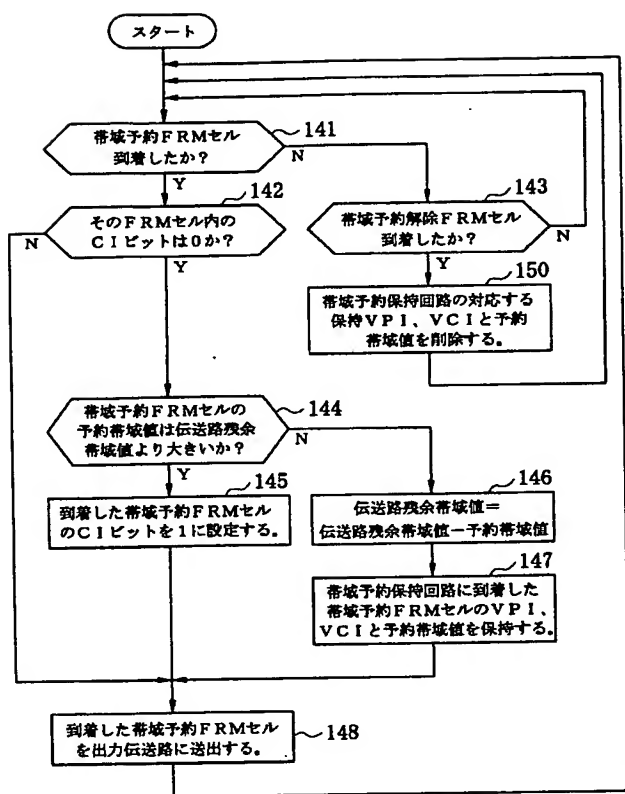 スタート
帯域予約FRMセル
到着したか?
141
N
Y
142
そのFRMセル内の
CIビットは0か?
N
Y
143
帯域予約解除FRMセル
到着したか?
N
Y
150
帯域予約保持回路の対応する
保持VPI、VCIと予約
帯域値を削除する。
帯域予約FRMセルの
予約帯域値は伝送路残余
帯域値より大きいか?
144
N
Y
145
到着した帯域予約FRMセル
のCIビットを1に設定する。
146
伝送路残余帯域値=
伝送路残余帯域値−予約帯域値
147
帯域予約保持回路に到着した
帯域予約FRMセルのVPI、
VCIと予約帯域値を保持する。
到着した帯域予約FRMセル
を出力伝送路に送出する。
148